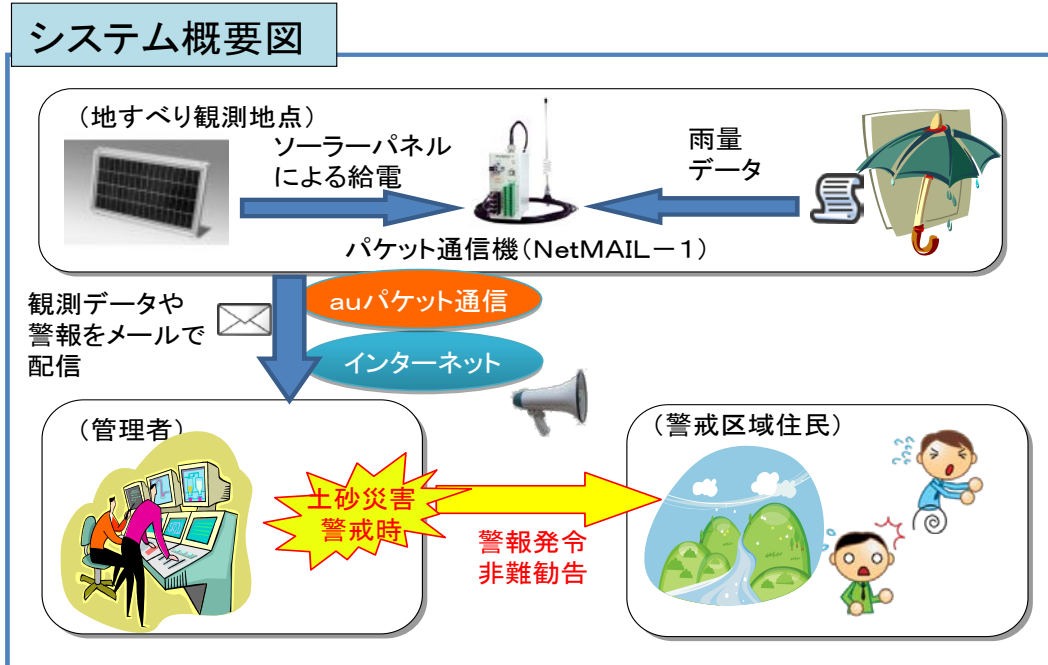 システム概要図
（地すべり観測地点）
ソーラーパネル
による給電
雨量
データ
パケット通信機（NetMAIL－１）
観測データや
警報をメールで
配信
auパケット通信
インターネット
（管理者）
土砂災害
警戒時
警報発令
非難勧告
（警戒区域住民）